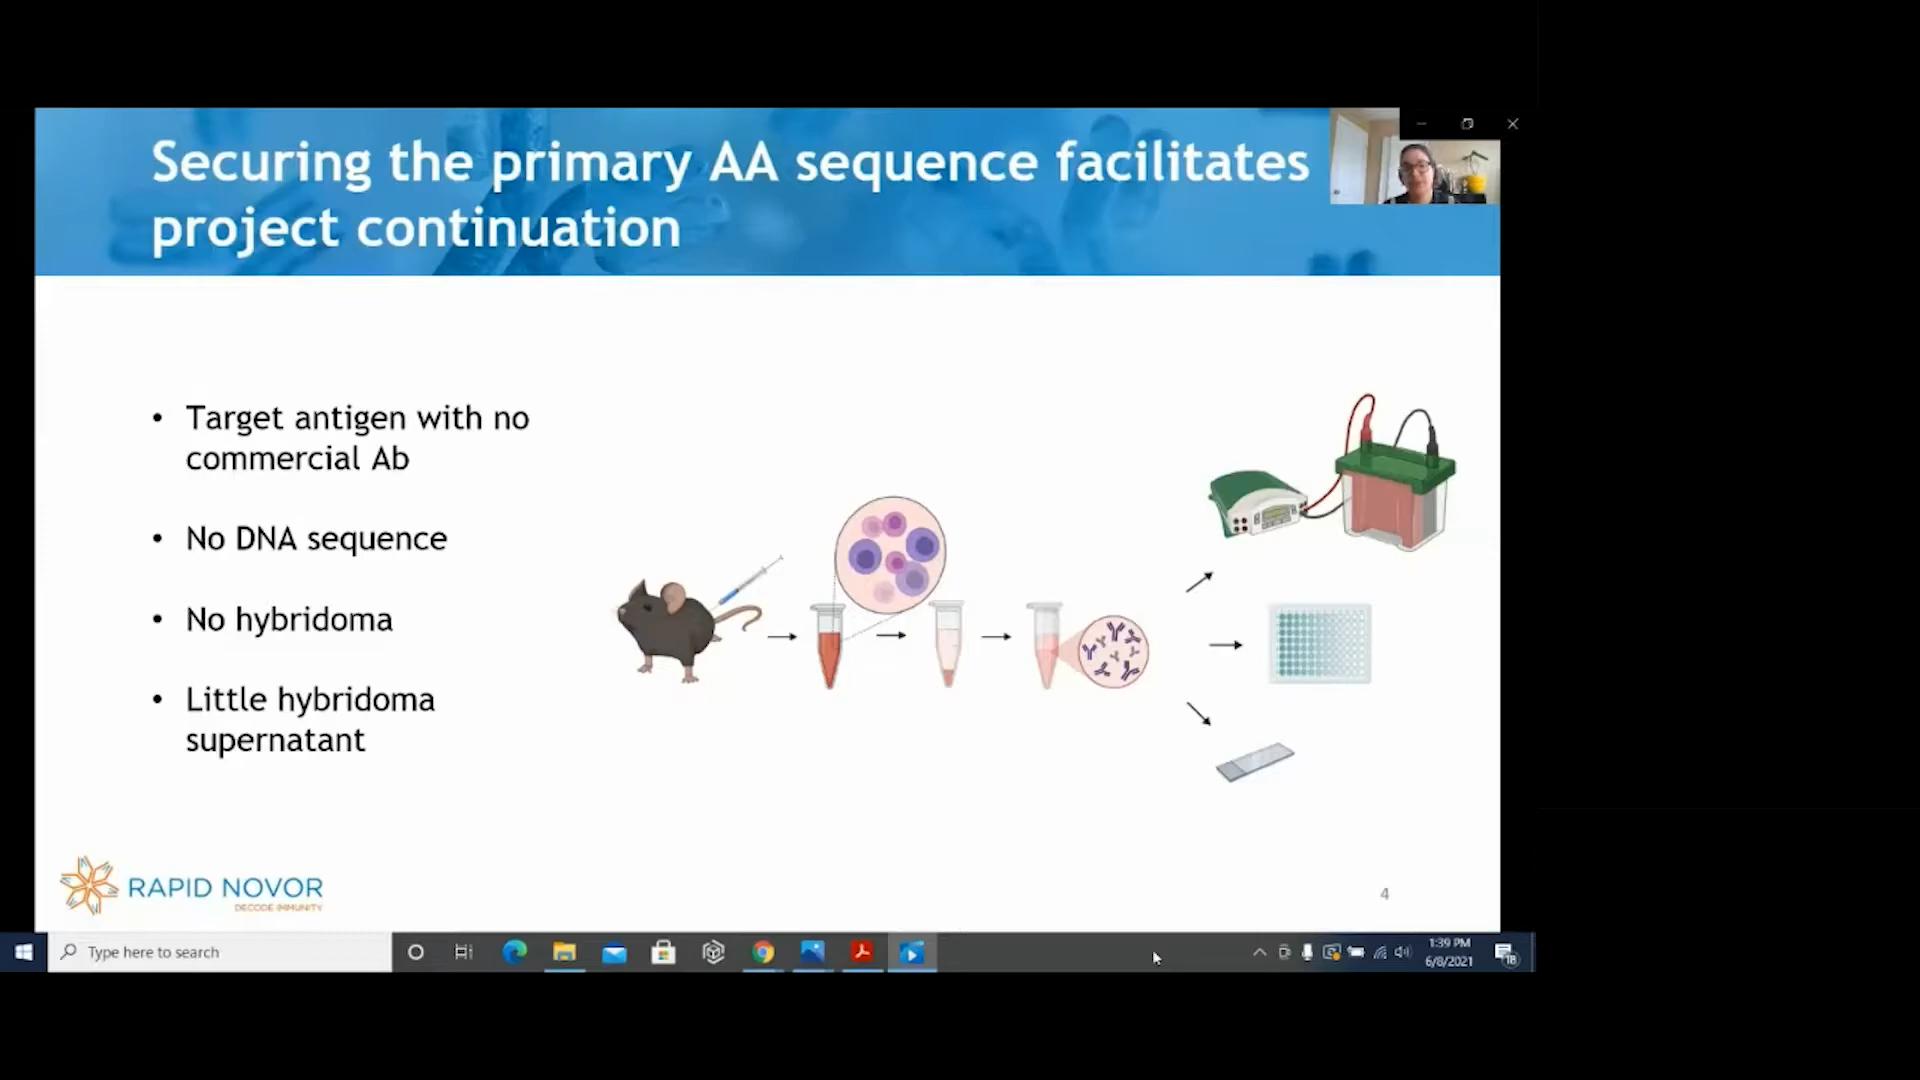 Securing the primary AA sequence facilitates
project continuation
• Target antigen with no
commercial Ab
• No DNA sequence
• No hybridoma
• Little hybridoma
supernatant
RAPID NOVOR
DECODE IMMUNITY
4
Type here to search
1:39 PM
6/8/2021
18